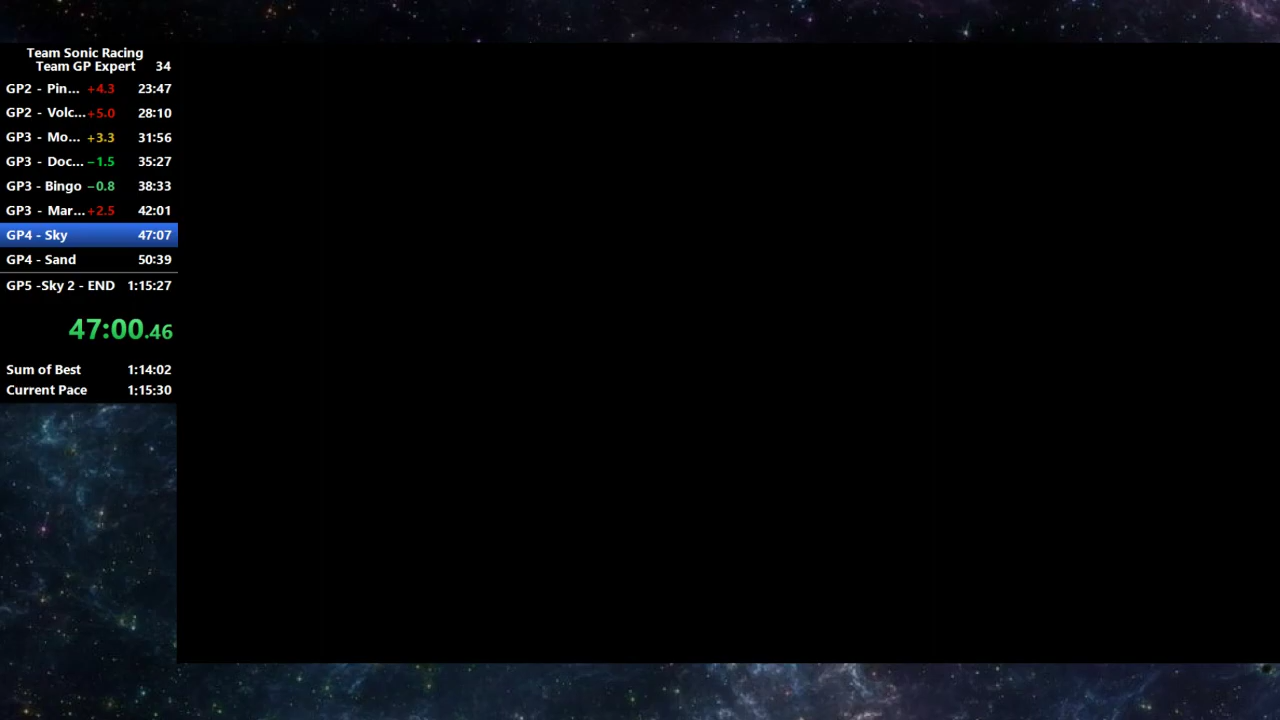 Team Sonic Racing
Team GP Expert 34
GP2 - Pin... +4.3 23:47
GP2 - Volc... +5.0 28:10
GP3 - Mo... +3.3 31:56
GP3 - Doc... −1.5 35:27
GP3 - Bingo −0.8 38:33
GP3 - Mar... +2.5 42:01
GP4 - Sky 47:07
GP4 - Sand 50:39
GP5 -Sky 2 - END 1:15:27
47:00.46
Sum of Best 1:14:02
Current Pace 1:15:30